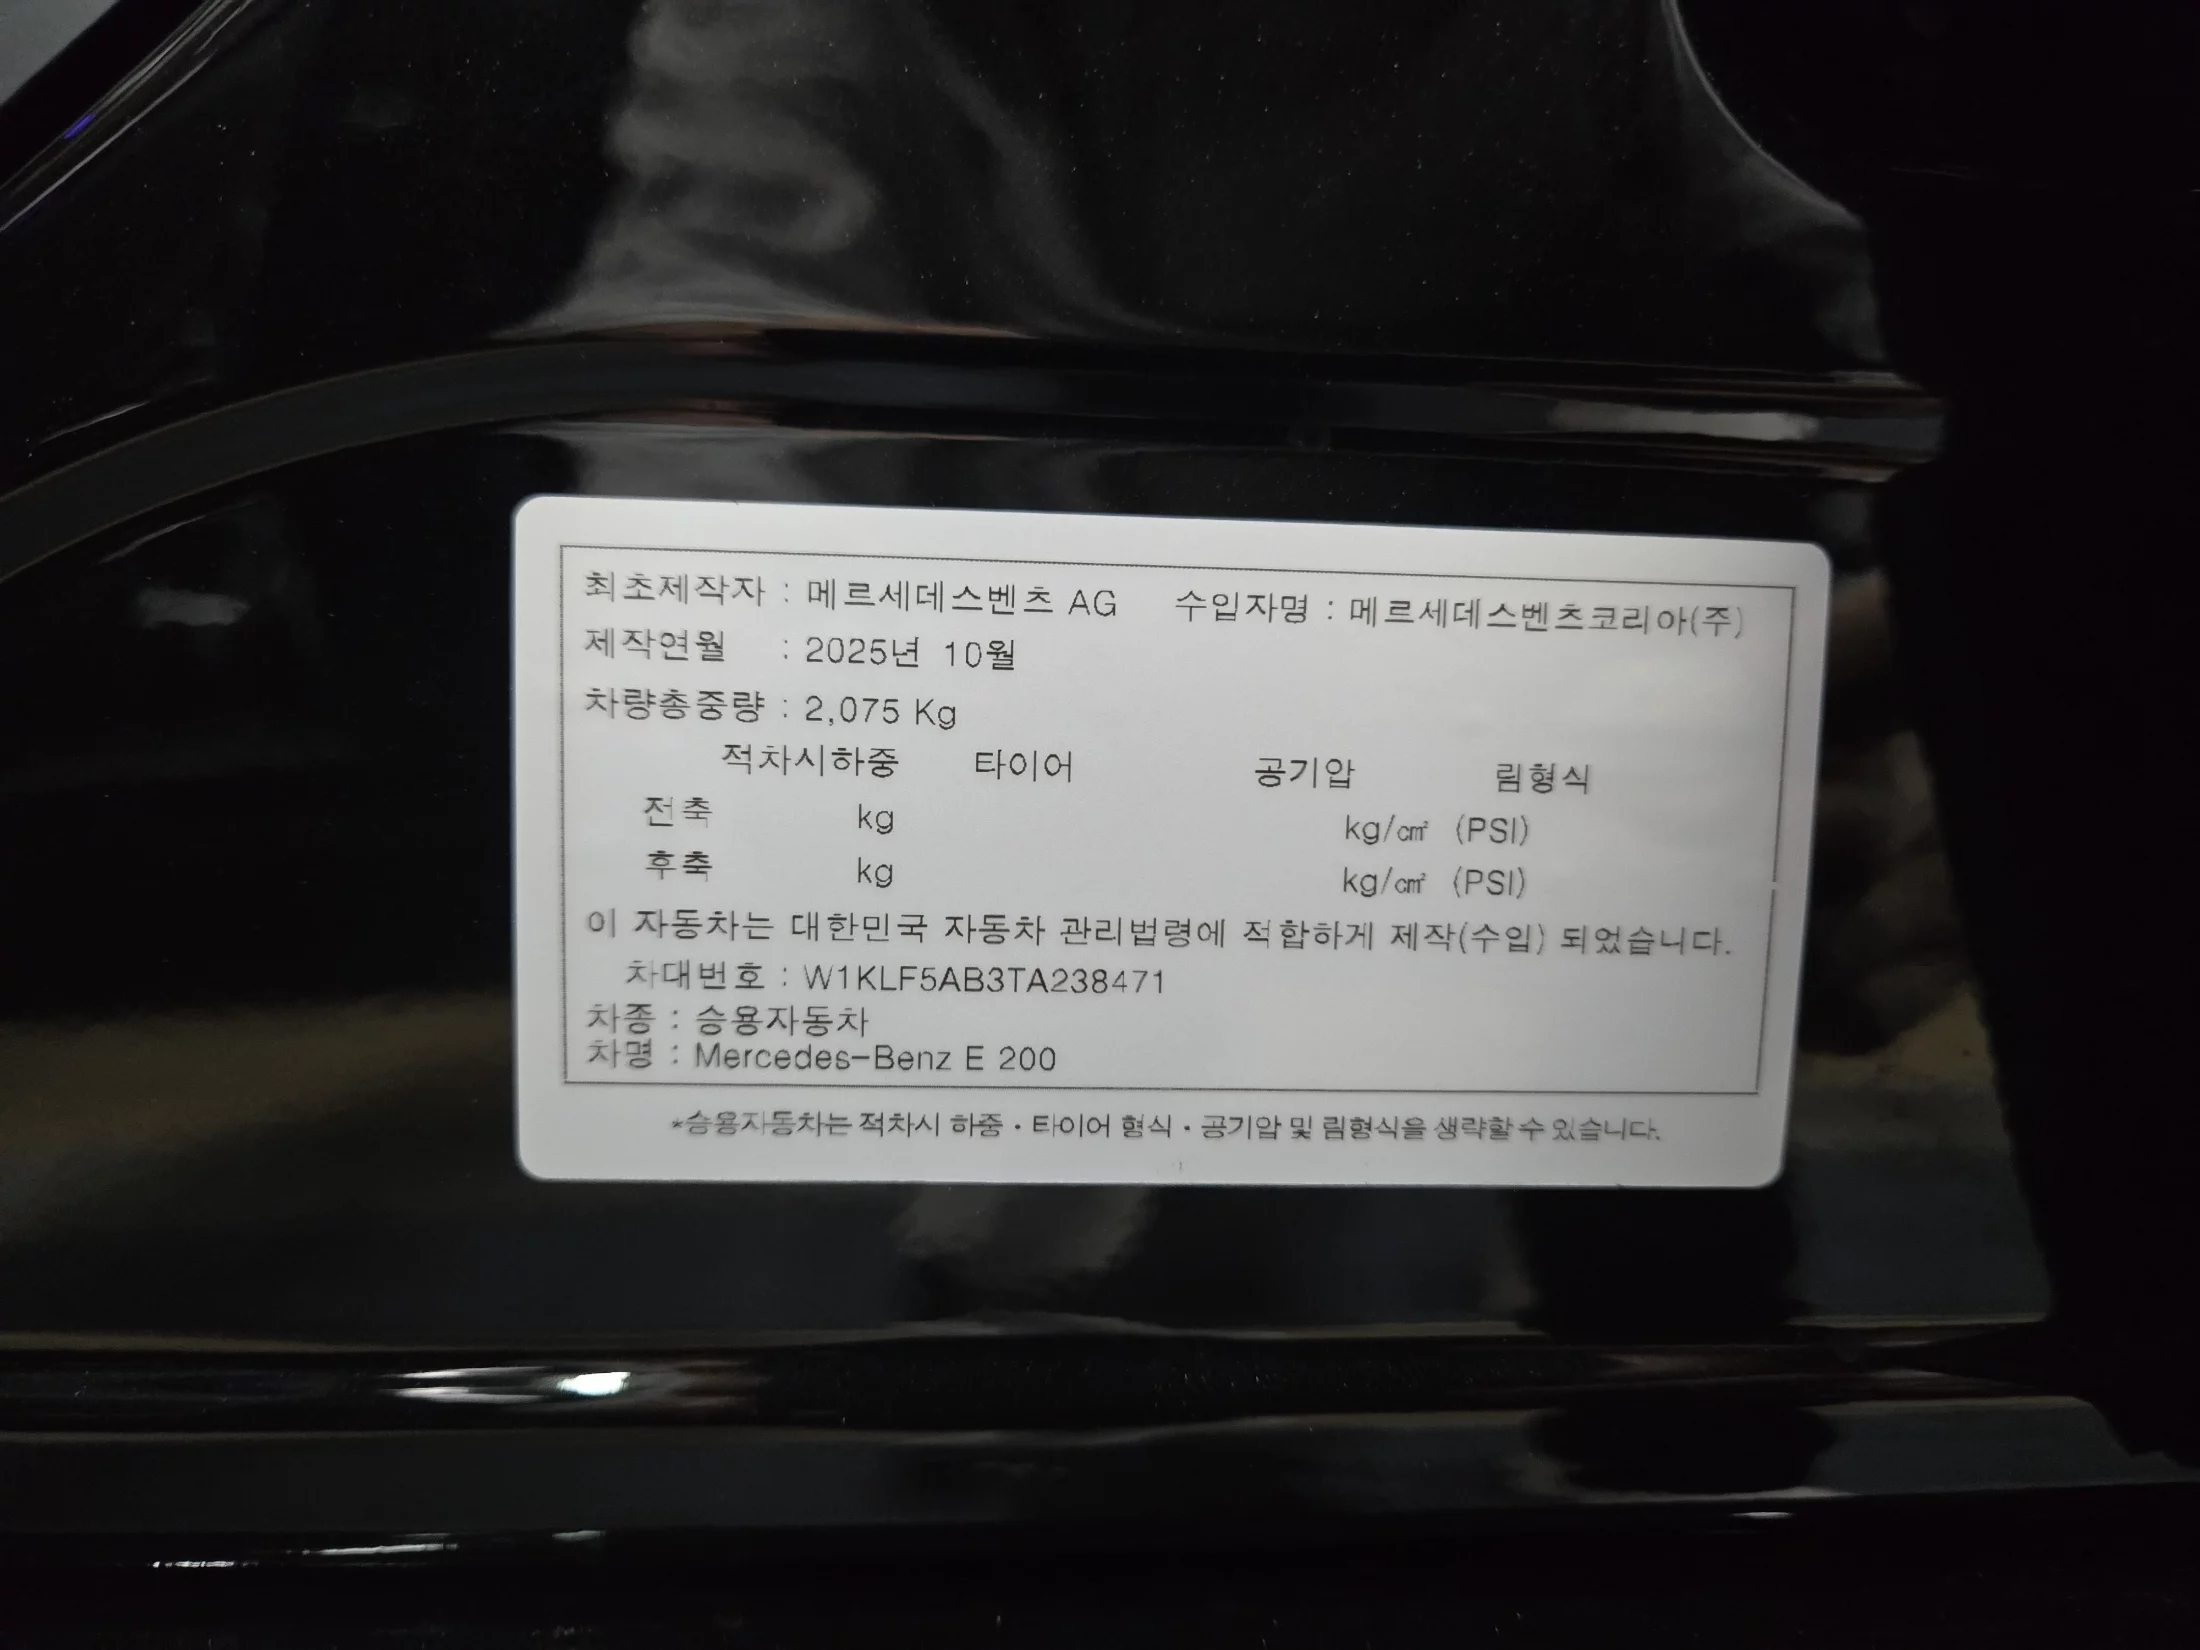 최초제작자 : 메르세데스벤츠 AG 수입자명 : 메르세데스벤츠코리아(주)
제작연월 : 2025년 10월
차량총중량 : 2,075 Kg
적차시하중 타이어 공기압 림형식
전축 kg kg/㎠ (PSI)
후축 kg kg/㎠ (PSI)
이 자동차는 대한민국 자동차 관리법령에 적합하게 제작(수입) 되었습니다.
차대번호 : W1KLF5AB3TA238471
차종 : 승용자동차
차명 : Mercedes-Benz E 200
*승용자동차는 적차시 하중·타이어 형식·공기압 및 림형식을 생략할 수 있습니다.